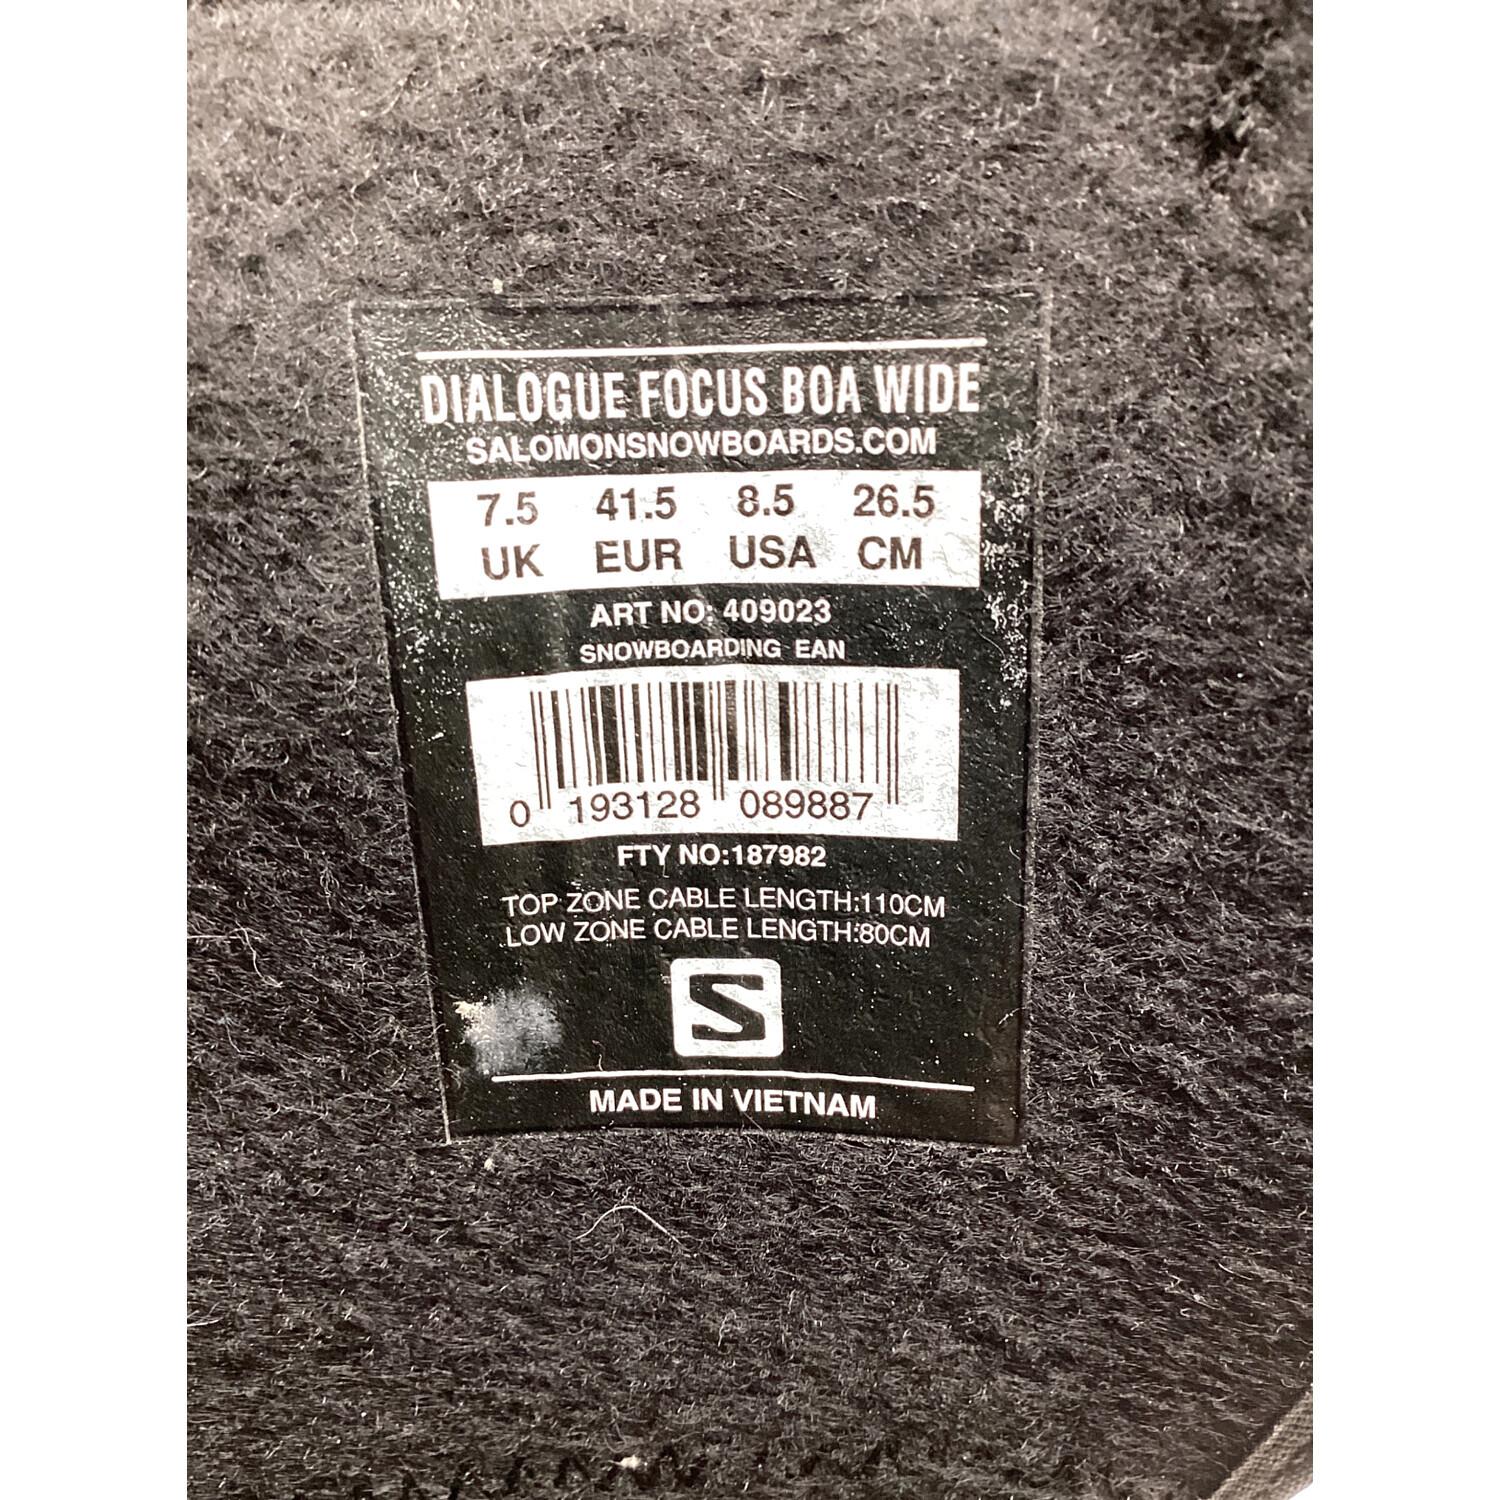 DIALOGUE FOCUS BOA WIDE
SALOMONSNOWBOARDS.COM
7.5 41.5 8.5 26.5
UK EUR USA CM
ART NO: 409023
SNOWBOARDING EAN
0 193128 089887
FTY NO:187982
TOP ZONE CABLE LENGTH:110CM
LOW ZONE CABLE LENGTH:80CM
S
MADE IN VIETNAM